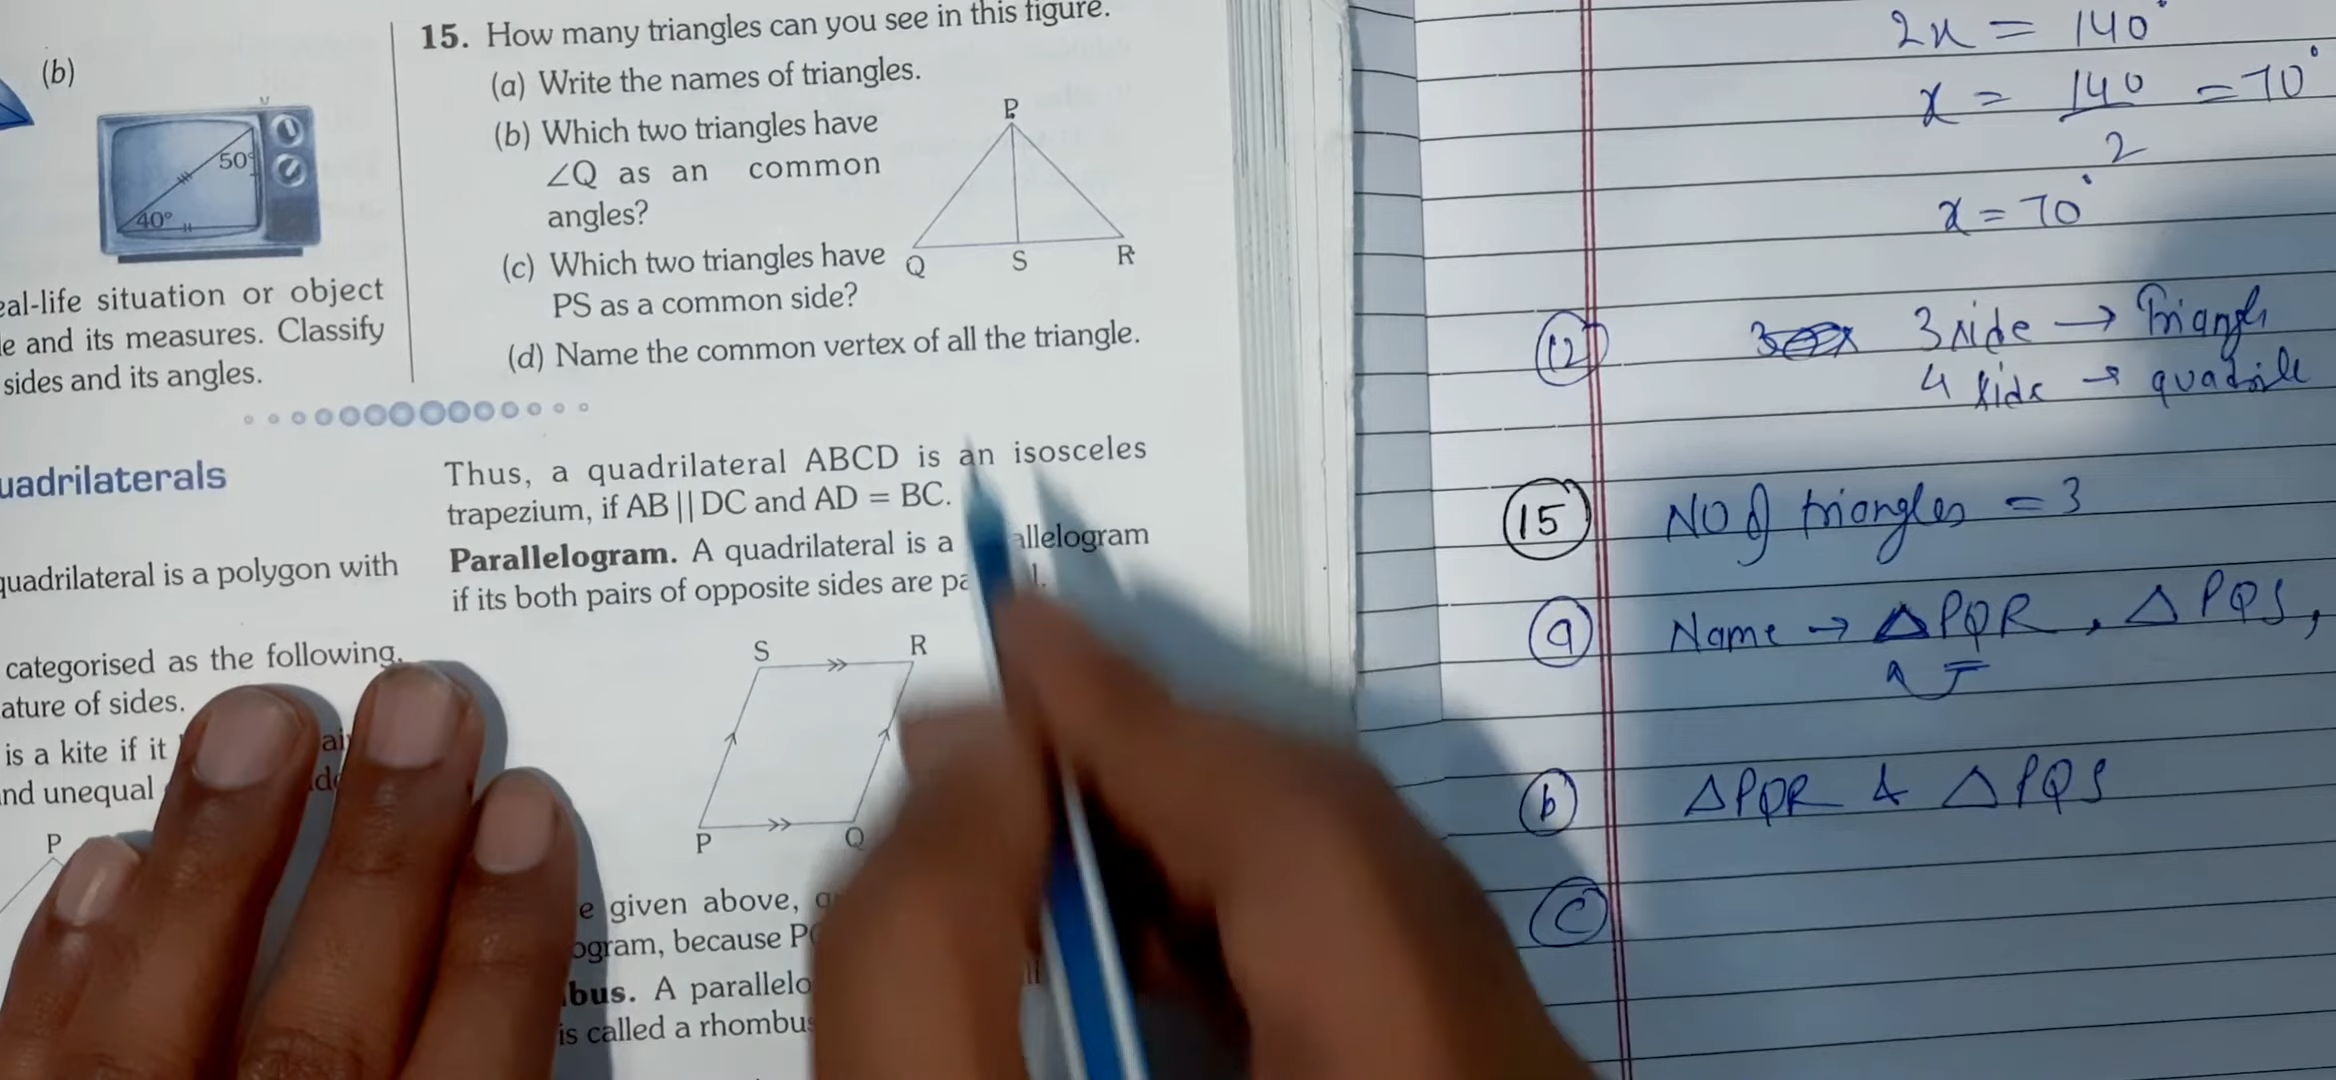 (b)
50°
40°
eal-life situation or object
e and its measures. Classify
sides and its angles.
15. How many triangles can you see in this figure.
(a) Write the names of triangles.
(b) Which two triangles have
∠Q as an common
angles?
(c) Which two triangles have
PS as a common side?
(d) Name the common vertex of all the triangle.
P
Q S R
uadrilaterals
quadrilateral is a polygon with
categorised as the following.
ature of sides.
is a kite if it
nd unequal
P
Thus, a quadrilateral ABCD is an isosceles
trapezium, if AB || DC and AD = BC.
Parallelogram. A quadrilateral is a allelogram
if its both pairs of opposite sides are pa l.
S R
P Q
e given above,
ogram, because P
bus. A parallelo
is called a rhombus
2x = 140°
x = 140/2 = 70°
x = 70°
(12) 3 side → Triangle
4 side → quadrile
(15) NO of triangles = 3
(a) Name → △PQR, △PQS,
(b) △PQR & △PQS
(c)